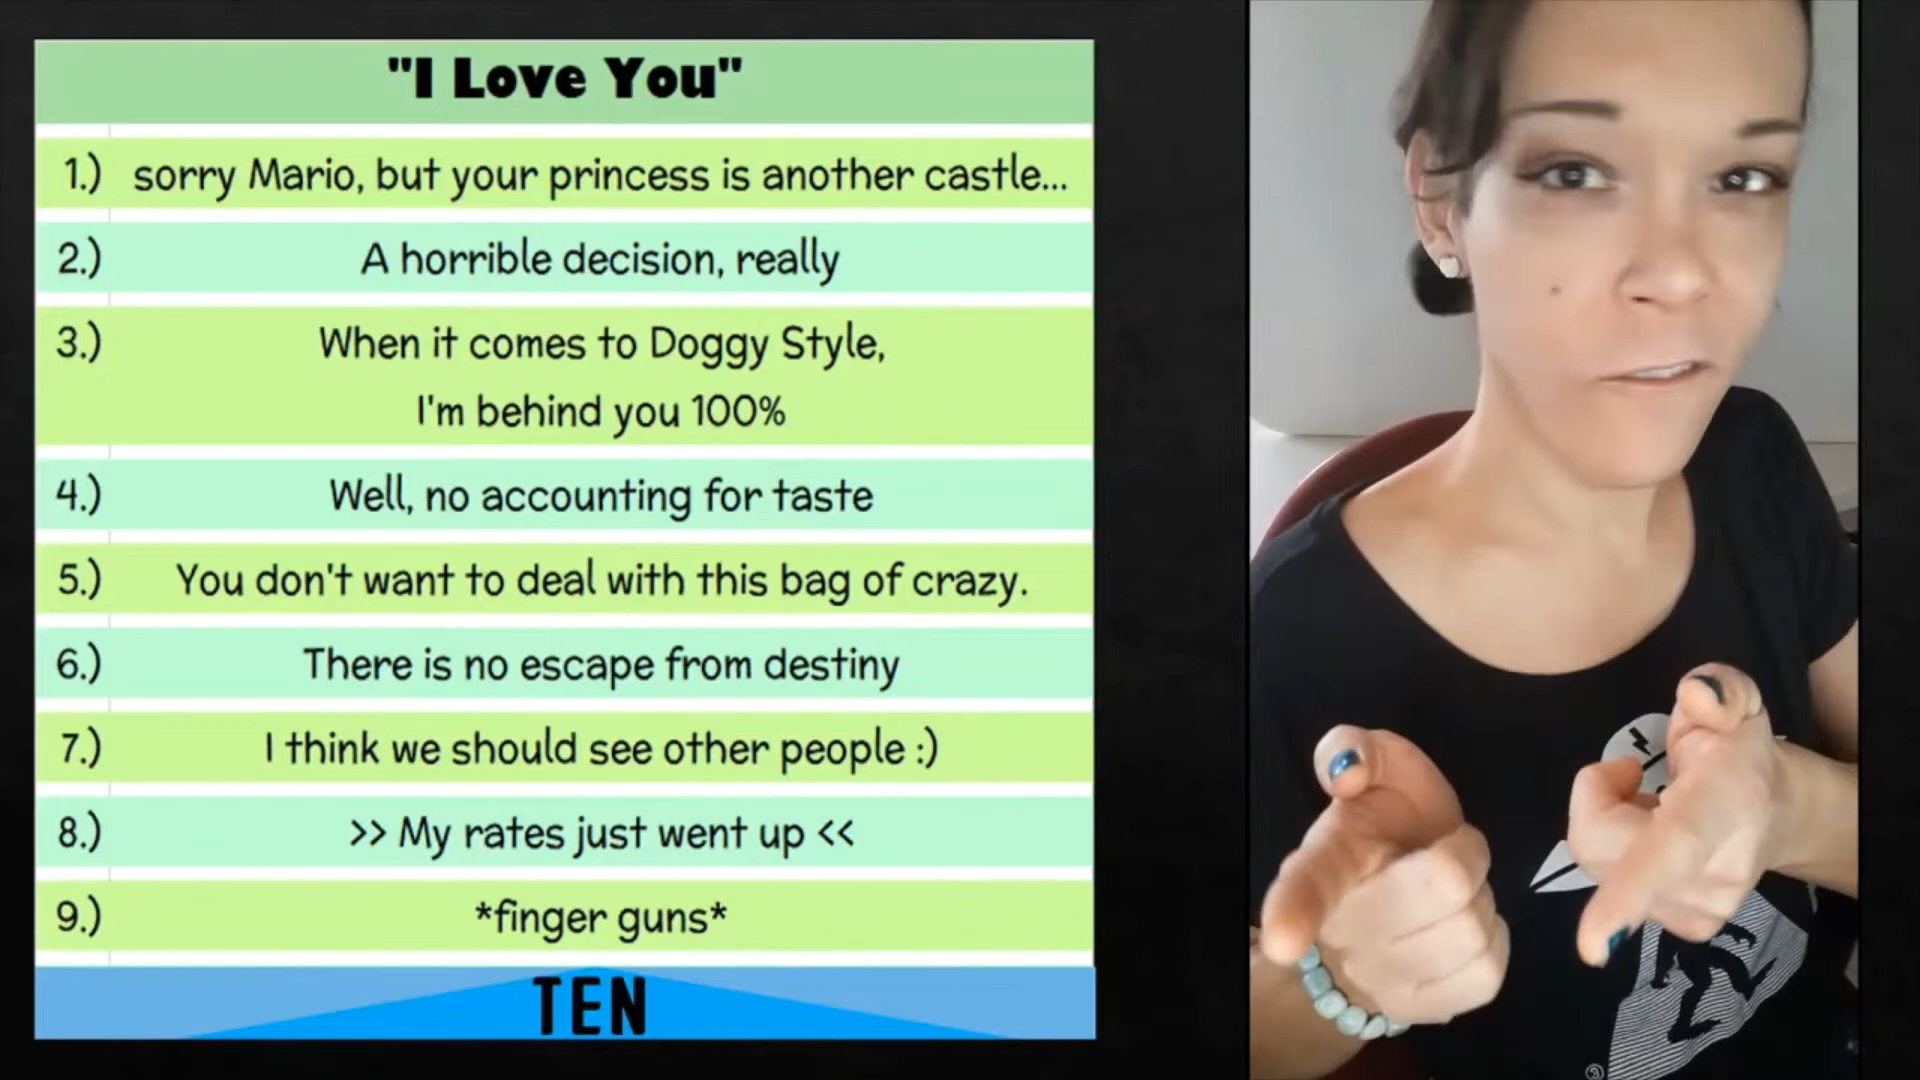 "I Love You"
1.) sorry Mario, but your princess is another castle...
2.) A horrible decision, really
3.) When it comes to Doggy Style,
I'm behind you 100%
4.) Well, no accounting for taste
5.) You don't want to deal with this bag of crazy.
6.) There is no escape from destiny
7.) I think we should see other people :)
8.) >> My rates just went up <<
9.) *finger guns*
TEN